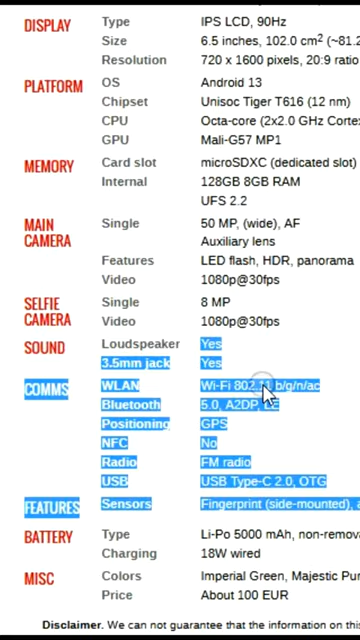 DISPLAY Type IPS LCD, 90Hz
Size 6.5 inches, 102.0 cm² (~81.2
Resolution 720 x 1600 pixels, 20:9 ratio
PLATFORM OS Android 13
Chipset Unisoc Tiger T616 (12 nm)
CPU Octa-core (2x2.0 GHz Cortex
GPU Mali-G57 MP1
MEMORY Card slot microSDXC (dedicated slot)
Internal 128GB 8GB RAM
UFS 2.2
MAIN CAMERA Single 50 MP, (wide), AF
Auxiliary lens
Features LED flash, HDR, panorama
Video 1080p@30fps
SELFIE CAMERA Single 8 MP
Video 1080p@30fps
SOUND Loudspeaker Yes
3.5mm jack Yes
COMMS WLAN Wi-Fi 802.11 b/g/n/ac
Bluetooth 5.0, A2DP, LE
Positioning GPS
NFC No
Radio FM radio
USB USB Type-C 2.0, OTG
FEATURES Sensors Fingerprint (side-mounted), a
BATTERY Type Li-Po 5000 mAh, non-remova
Charging 18W wired
MISC Colors Imperial Green, Majestic Pur
Price About 100 EUR
Disclaimer. We can not guarantee that the information on this